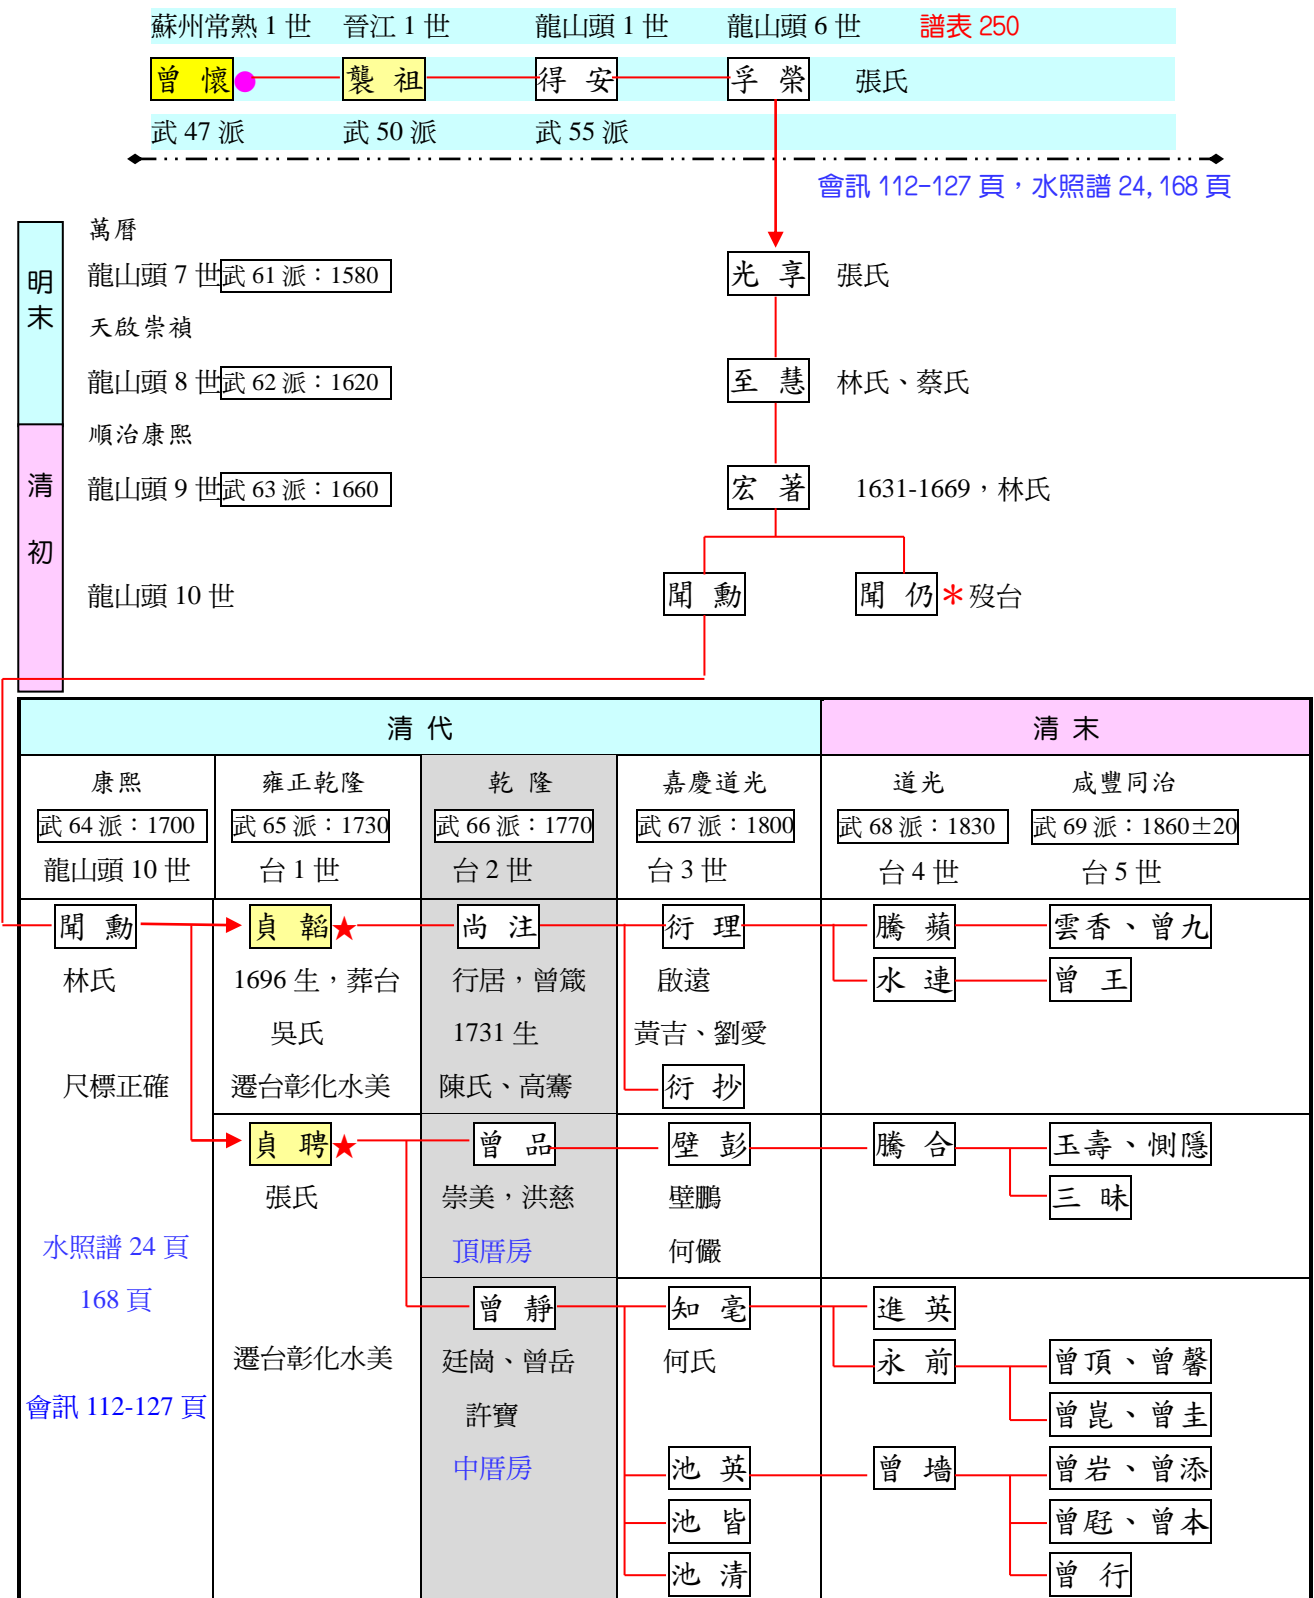 蘇州常熟 1 世 晉江 1 世 龍山頭 1 世 龍山頭 6 世 譜表 250
曾 懷 襲 祖 得 安 孚 榮 張氏
武 47 派 武 50 派 武 55 派
會訊 112-127 頁，水照譜 24, 168 頁
明末
萬曆
龍山頭 7 世 武 61 派：1580 光 享 張氏
天啟崇禎
龍山頭 8 世 武 62 派：1620 至 慧 林氏、蔡氏
清初
順治康熙
龍山頭 9 世 武 63 派：1660 宏 著 1631-1669，林氏
龍山頭 10 世 聞 勳 聞 仍 ＊歿台
清 代 清 末
康熙 雍正乾隆 乾 隆 嘉慶道光 道光 咸豐同治
武 64 派：1700 武 65 派：1730 武 66 派：1770 武 67 派：1800 武 68 派：1830 武 69 派：1860±20
龍山頭 10 世 台 1 世 台 2 世 台 3 世 台 4 世 台 5 世
聞 勳 貞 韜★ 尚 注 衍 理 騰 蘋 雲香、曾九
林氏 1696 生，葬台 行居，曾箴 啟遠 水 連 曾 王
吳氏 1731 生 黃吉、劉愛
尺標正確 遷台彰化水美 陳氏、高騫 衍 抄
貞 聘★ 曾 品 壁 彭 騰 合 玉壽、惻隱
張氏 崇美，洪慈 壁鵬 三 昧
水照譜 24 頁 頂厝房 何儼
168 頁 曾 靜 知 毫 進 英
遷台彰化水美 廷崗、曾岳 何氏 永 前 曾頂、曾馨
會訊 112-127 頁 許寶 曾崑、曾圭
中厝房 池 英 曾 墻 曾岩、曾添
池 皆 曾屘、曾本
池 清 曾 行